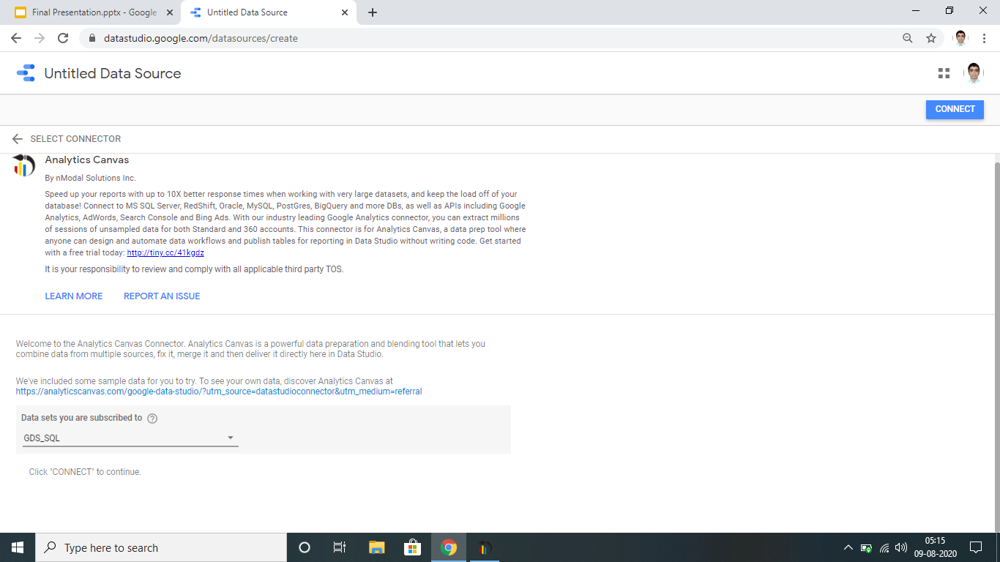 Final Presentation.pptx - Google
Untitled Data Source
datastudio.google.com/datasources/create
Untitled Data Source
CONNECT
SELECT CONNECTOR
Analytics Canvas
By nModal Solutions Inc.
Speed up your reports with up to 10X better response times when working with very large datasets, and keep the load off of your
database! Connect to MS SQL Server, RedShift, Oracle, MySQL, PostGres, BigQuery and more DBs, as well as APIs including Google
Analytics, AdWords, Search Console and Bing Ads. With our industry leading Google Analytics connector, you can extract millions
of sessions of unsampled data for both Standard and 360 accounts. This connector is for Analytics Canvas, a data prep tool where
anyone can design and automate data workflows and publish tables for reporting in Data Studio without writing code. Get started
with a free trial today: http://tiny.cc/41kgdz
It is your responsibility to review and comply with all applicable third party TOS.
LEARN MORE REPORT AN ISSUE
Welcome to the Analytics Canvas Connector. Analytics Canvas is a powerful data preparation and blending tool that lets you
combine data from multiple sources, fix it, merge it and then deliver it directly here in Data Studio.
We've included some sample data for you to try. To see your own data, discover Analytics Canvas at
https://analyticscanvas.com/google-data-studio/?utm_source=datastudioconnector&utm_medium=referral
Data sets you are subscribed to
GDS_SQL
Click "CONNECT" to continue.
Type here to search
05:15
09-08-2020